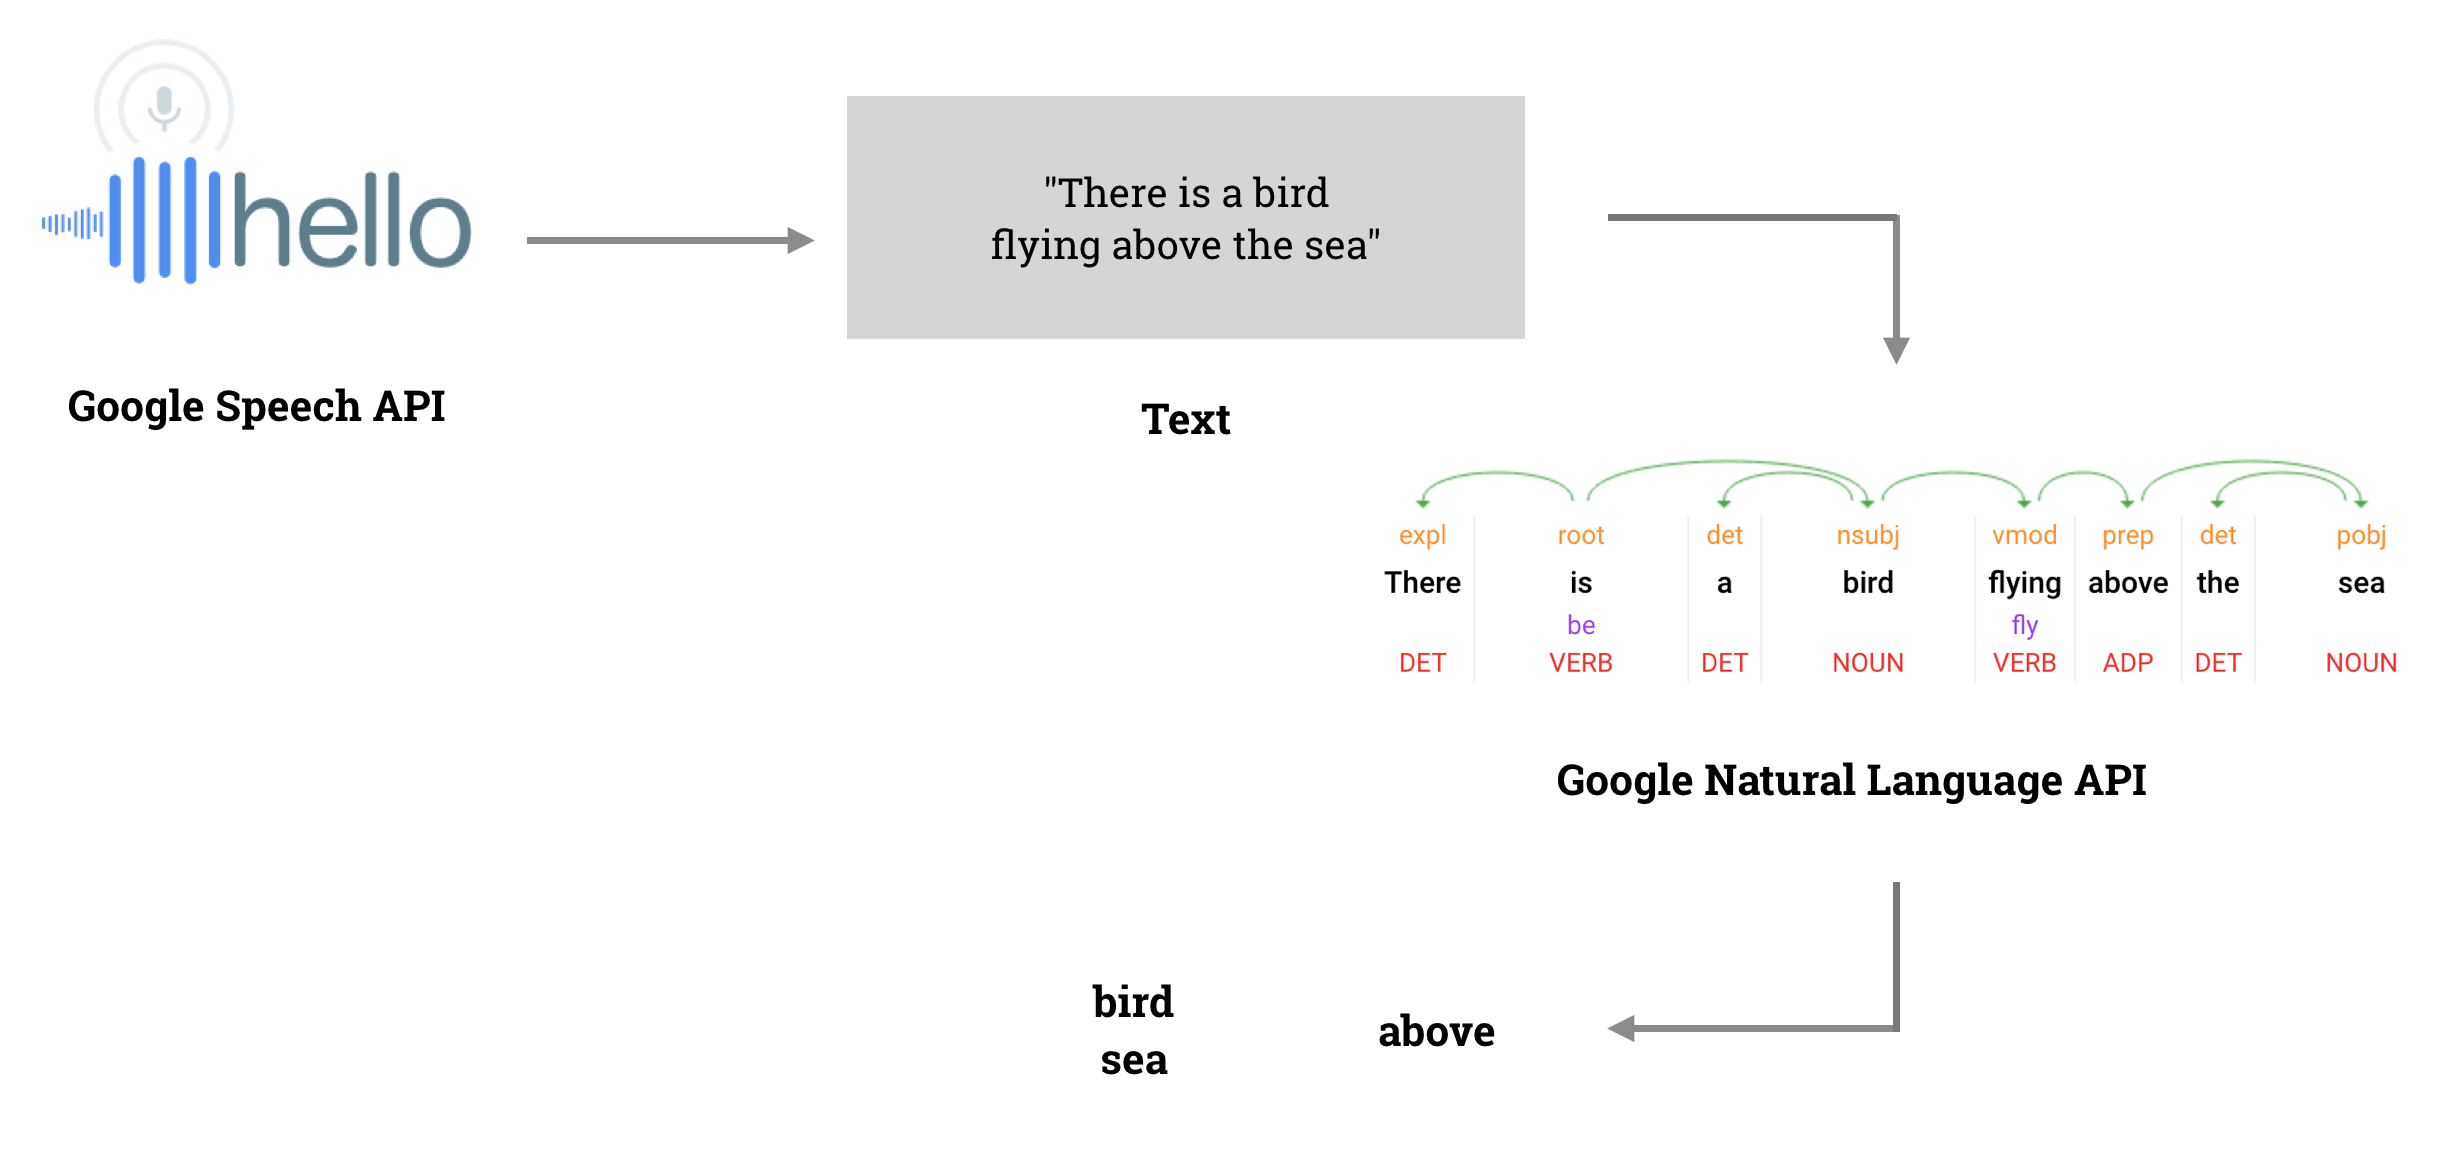 hello
Google Speech API
"There is a bird
flying above the sea"
Text
expl root det nsubj vmod prep det pobj
There is a bird flying above the sea
be fly
DET VERB DET NOUN VERB ADP DET NOUN
Google Natural Language API
bird
sea
above